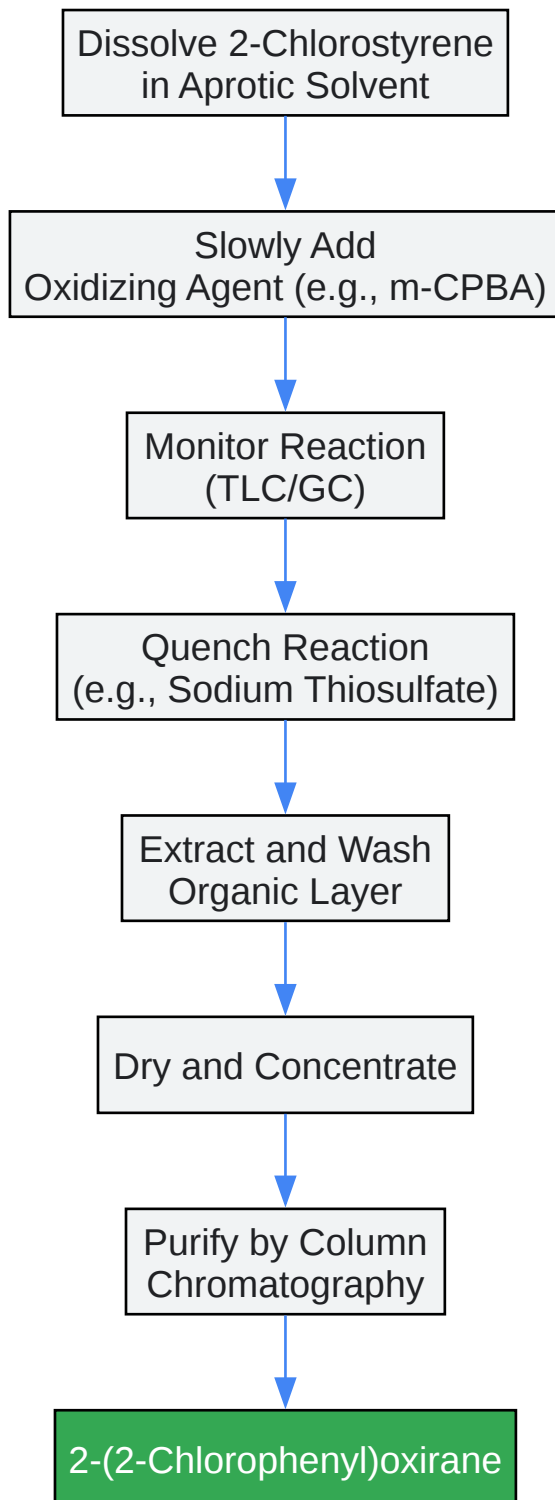 Dissolve 2-Chlorostyrene
in Aprotic Solvent
Slowly Add
Oxidizing Agent (e.g., m-CPBA)
Monitor Reaction
(TLC/GC)
Quench Reaction
(e.g., Sodium Thiosulfate)
Extract and Wash
Organic Layer
Dry and Concentrate
Purify by Column
Chromatography
2-(2-Chlorophenyl)oxirane